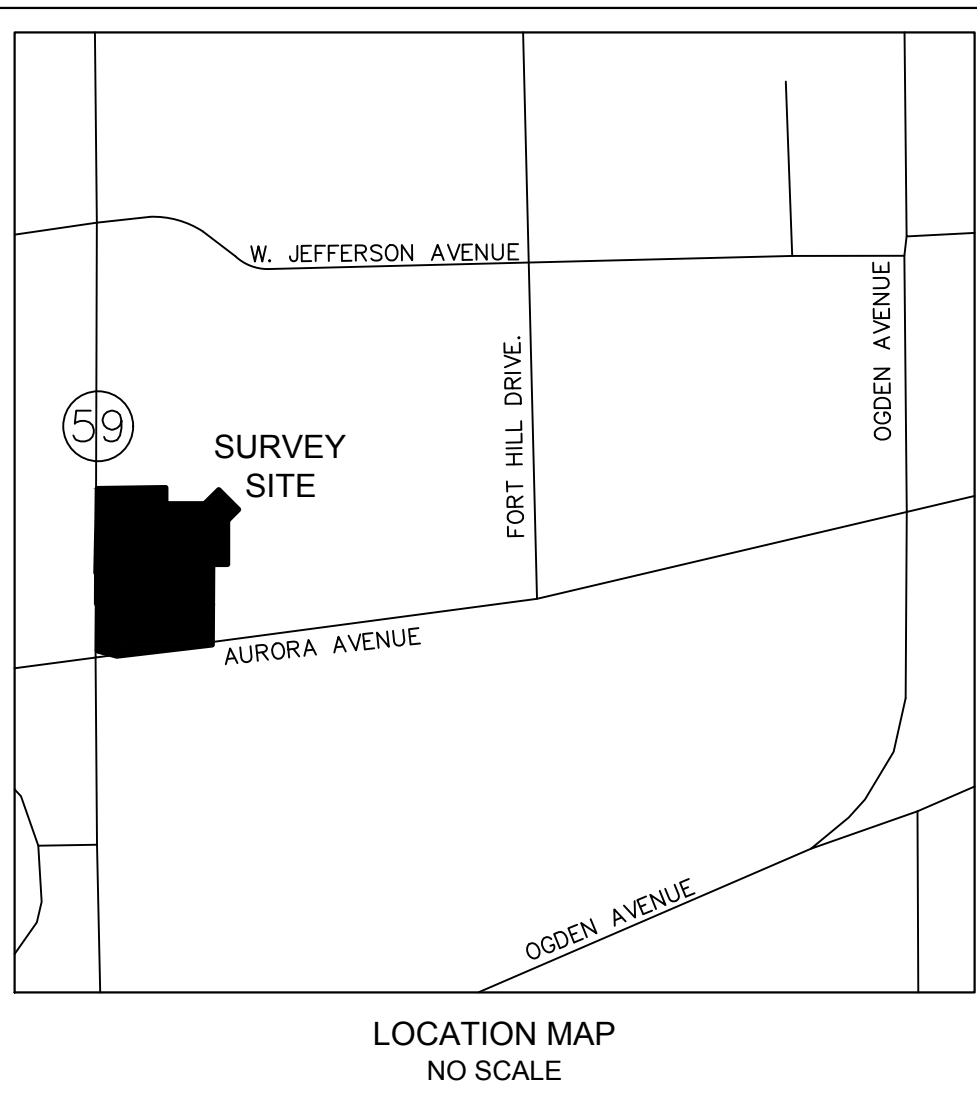 W. JEFFERSON AVENUE
OGDEN AVENUE
FORT HILL DRIVE.
59
SURVEY
SITE
AURORA AVENUE
OGDEN AVENUE
LOCATION MAP
NO SCALE